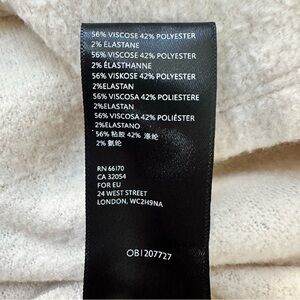 56% VISCOSE 42% POLYESTER
2% ELASTANE
56% VISCOSE 42% POLYESTER
2% ÉLASTHANNE
56% VISKOSE 42% POLYESTER
2%ELASTAN
56% VISCOSA 42% POLIESTERE
2%ELASTAN
56% VISCOSA 42% POLIÉSTER
2%ELASTANO
56% 粘胶 42% 涤纶
2% 氨纶
RN 66170
CA 32054
FOR EU
24 WEST STREET
LONDON, WC2H9NA
OB1207727